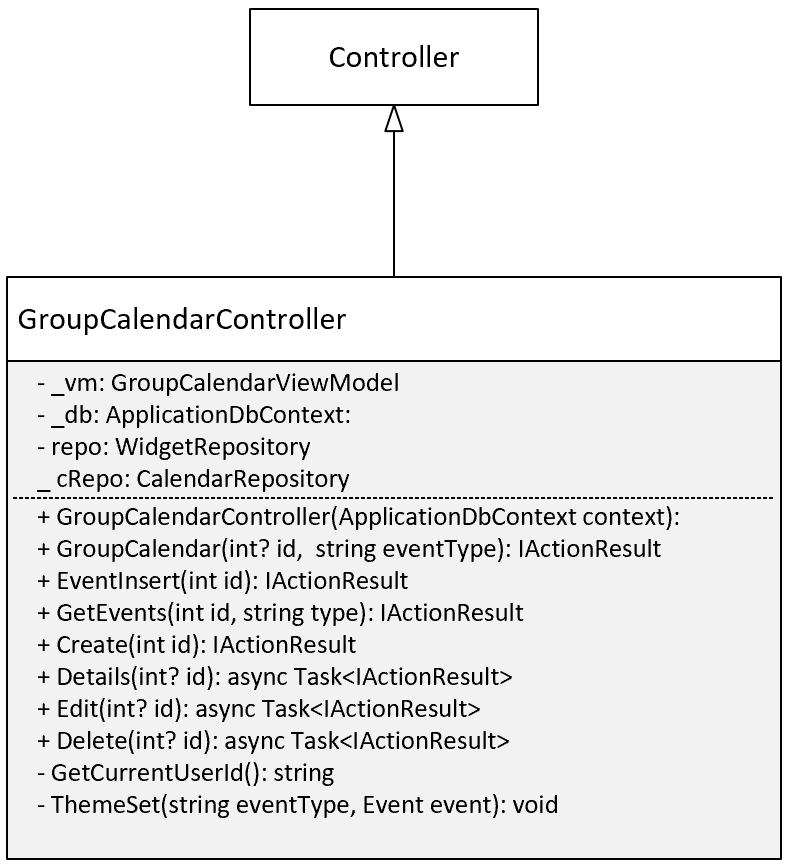 Controller
GroupCalendarController
- _vm: GroupCalendarViewModel
- _db: ApplicationDbContext:
- repo: WidgetRepository
_ cRepo: CalendarRepository
+ GroupCalendarController(ApplicationDbContext context):
+ GroupCalendar(int? id,  string eventType): IActionResult
+ EventInsert(int id): IActionResult
+ GetEvents(int id, string type): IActionResult
+ Create(int id): IActionResult
+ Details(int? id): async Task<IActionResult>
+ Edit(int? id): async Task<IActionResult>
+ Delete(int? id): async Task<IActionResult>
- GetCurrentUserId(): string
- ThemeSet(string eventType, Event event): void